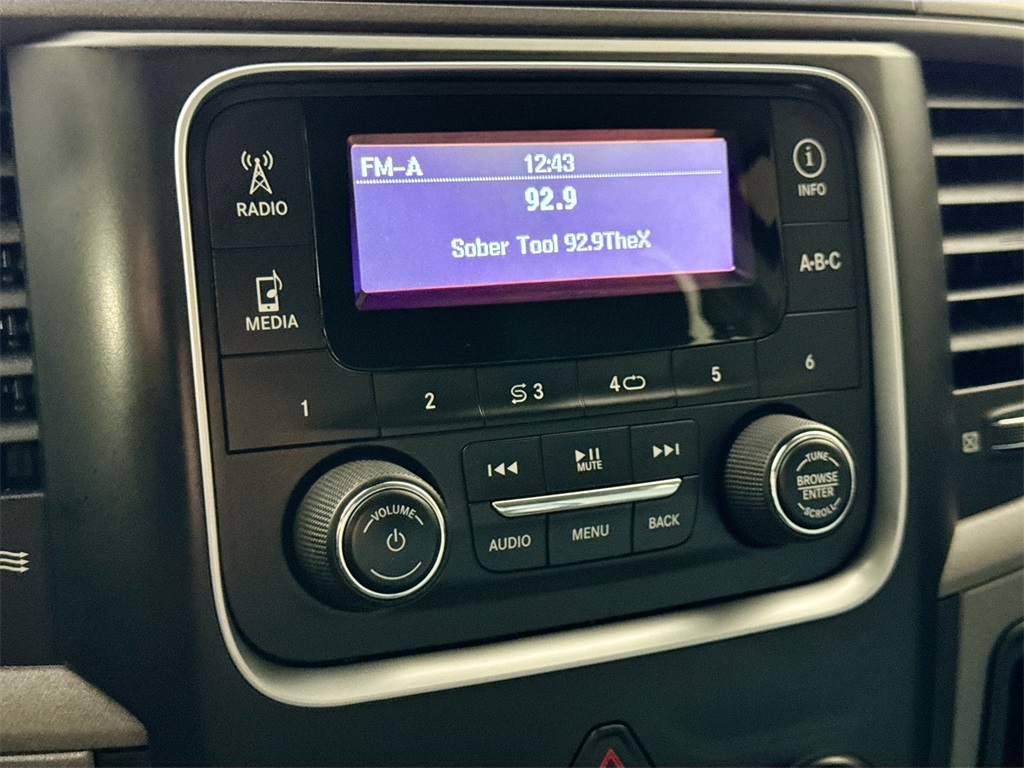 RADIO
MEDIA
FM-A 12:43
92.9
Sober Tool 92.9TheX
i
INFO
A·B·C
1 2 3 4 5 6
VOLUME
MUTE
AUDIO MENU BACK
TUNE
BROWSE
ENTER
SCROLL